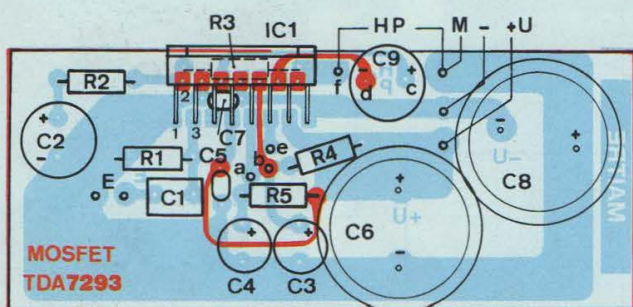 R3 IC1 HP M - +U
C9
R2
f - d + c
+ C2 -
2
1 3
C7
e
R1 C5 b R4
a
E C1 R5
U-
+ -
C8
MAITHS
C6 U+
MOSFET
TDA7293
C4 C3